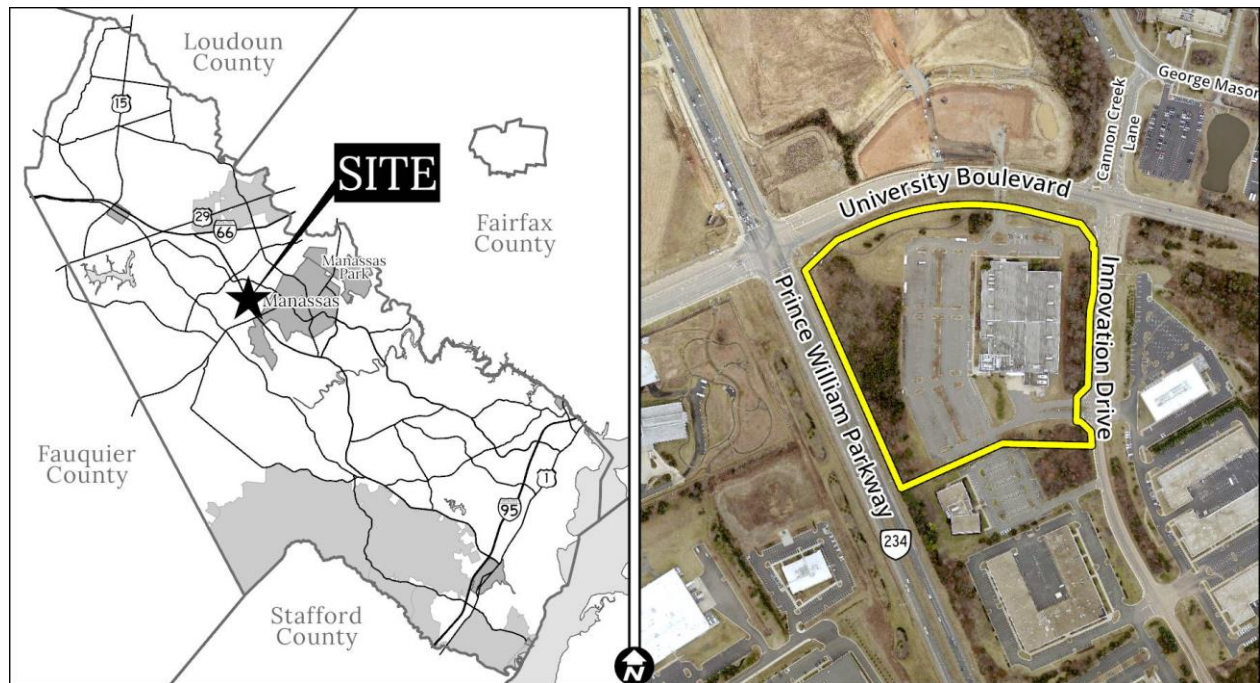 Loudoun
County
15
SITE
29
66
Fairfax
County
Manassas
Park
Manassas
Fauquier
County
1
95
Stafford
County
N
George Mason
Cannon Creek
Lane
University Boulevard
Innovation Drive
Prince William Parkway
234